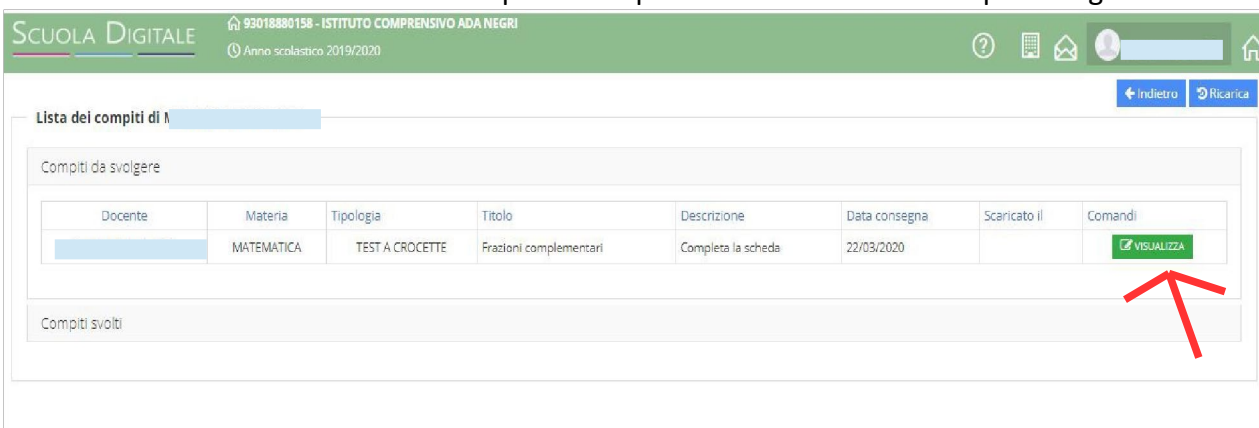 SCUOLA DIGITALE
93018880158 - ISTITUTO COMPRENSIVO ADA NEGRI
Anno scolastico 2019/2020
Indietro
Ricarica
Lista dei compiti di
Compiti da svolgere
Docente Materia Tipologia Titolo Descrizione Data consegna Scaricato il Comandi
MATEMATICA TEST A CROCETTE Frazioni complementari Completa la scheda 22/03/2020 VISUALIZZA
Compiti svolti